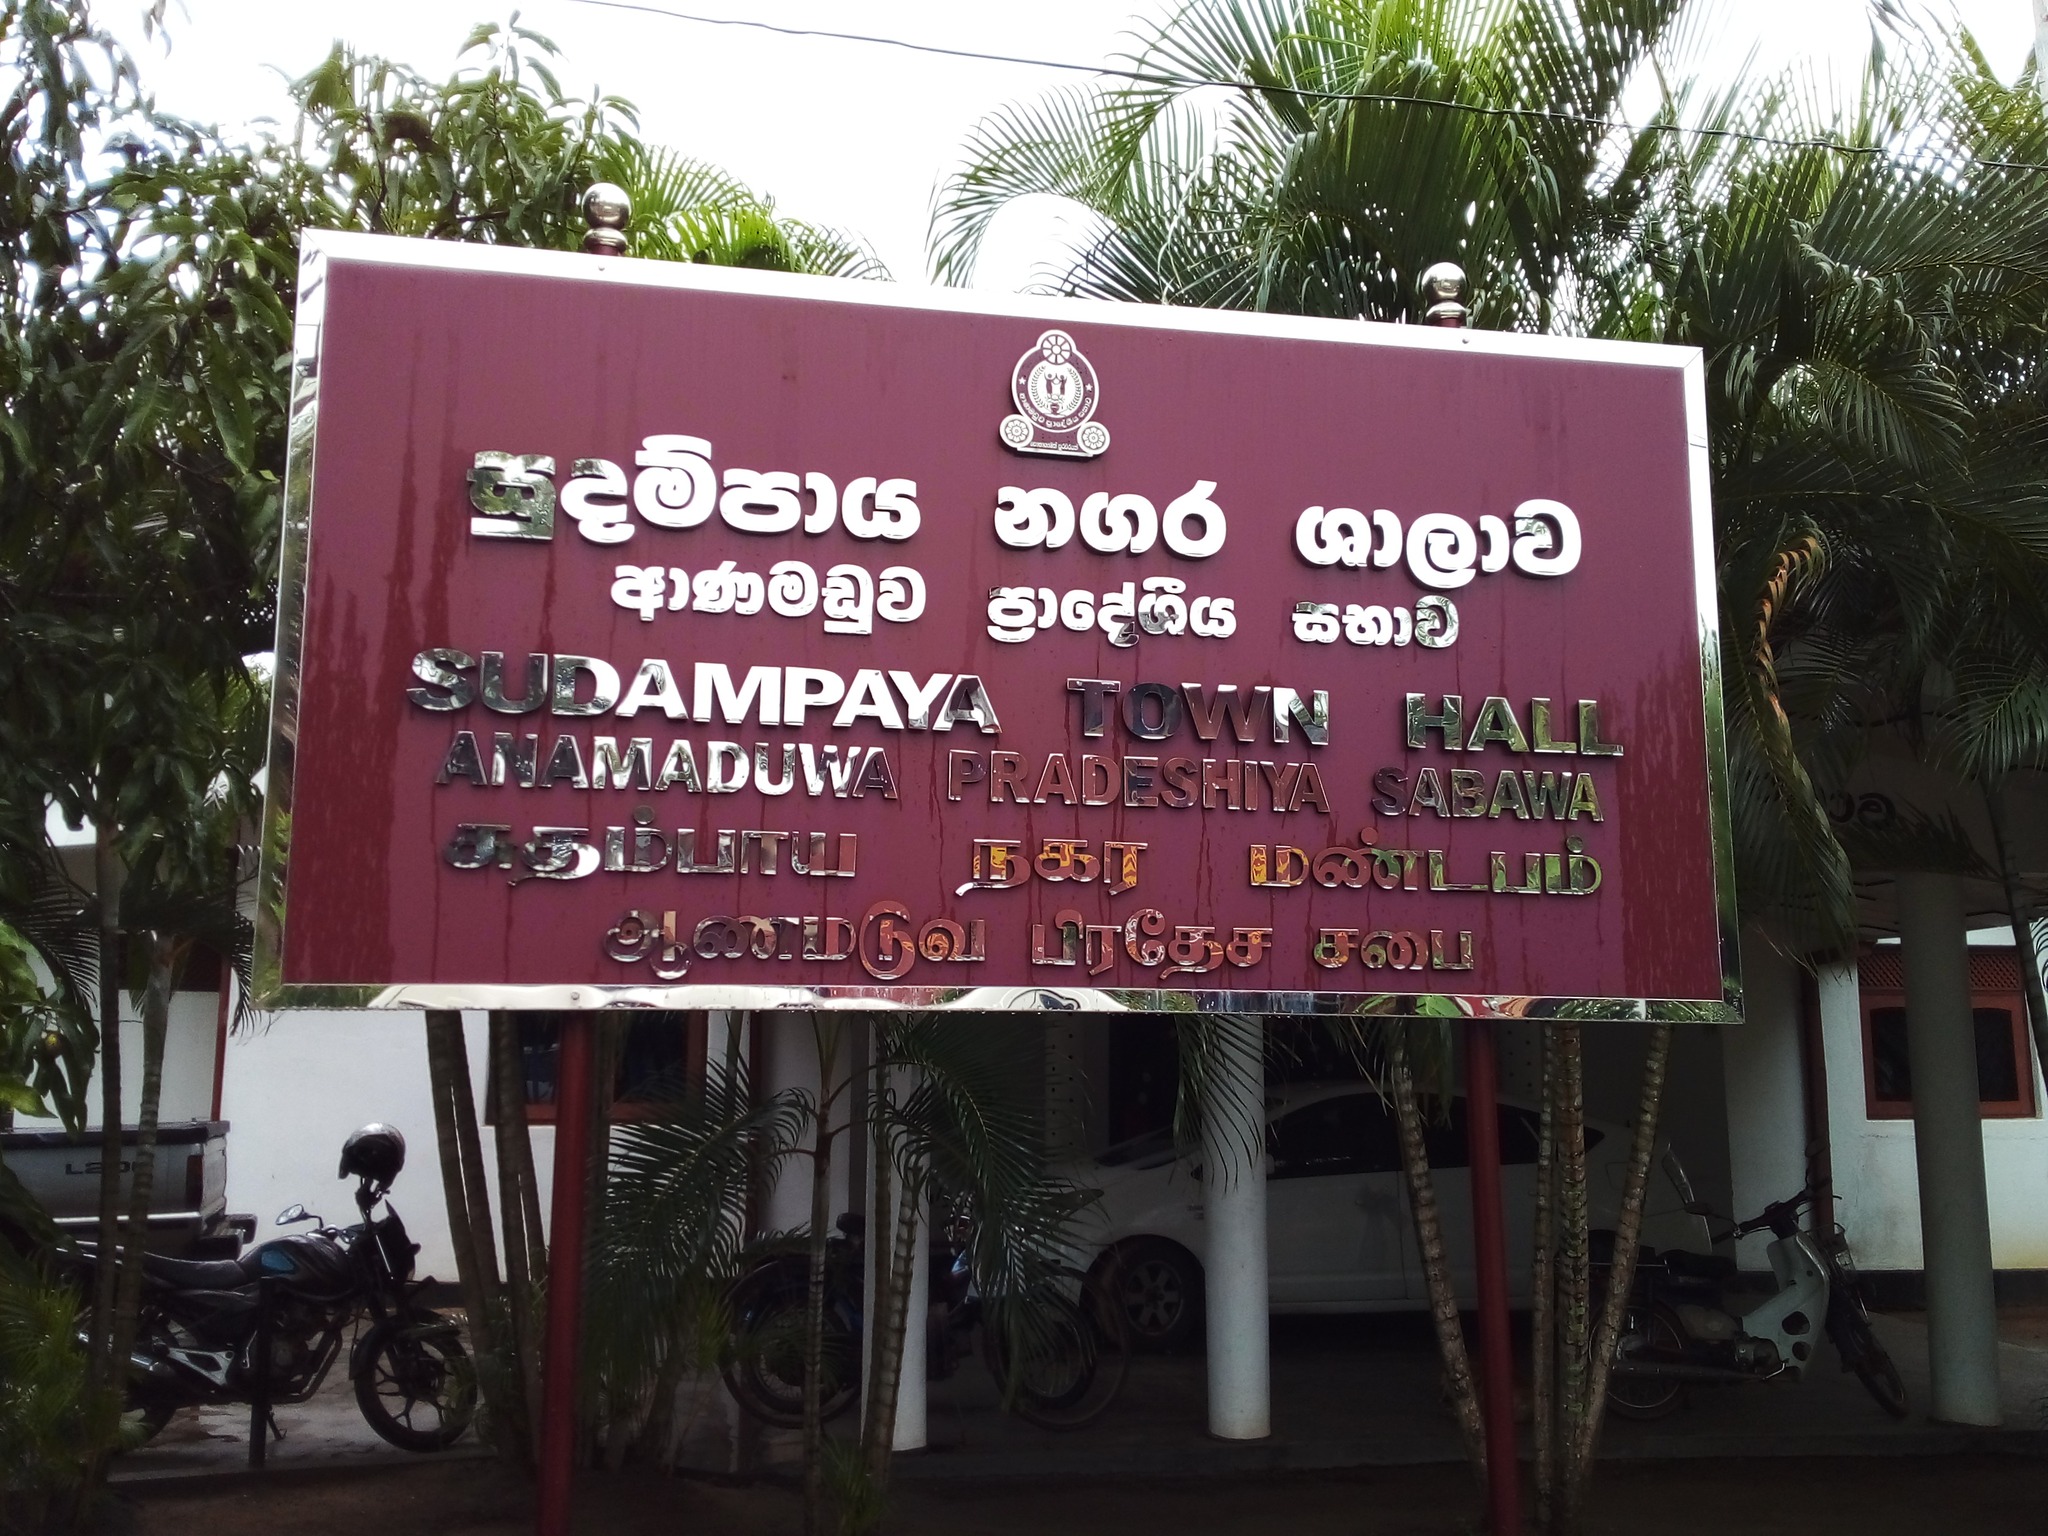 සුදම්පාය නගර ශාලාව
ආණමඩුව ප්‍රාදේශීය සභාව
SUDAMPAYA TOWN HALL
ANAMADUWA PRADESHIYA SABAWA
சுதம்பாய நகர மண்டபம்
ஆணமடுவ பிரதேச சபை